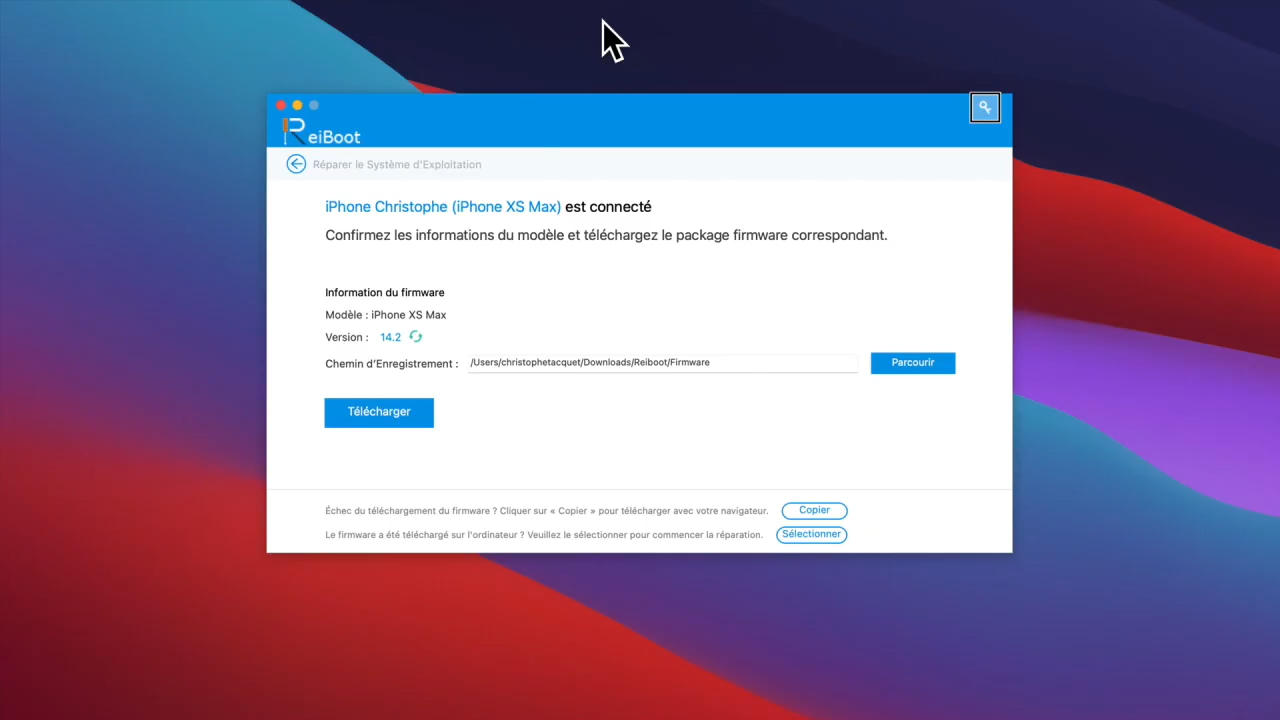 ReiBoot
Réparer le Système d'Exploitation
iPhone Christophe (iPhone XS Max) est connecté
Confirmez les informations du modèle et téléchargez le package firmware correspondant.
Information du firmware
Modèle : iPhone XS Max
Version : 14.2
Chemin d'Enregistrement : /Users/christophetacquet/Downloads/Reiboot/Firmware Parcourir
Télécharger
Échec du téléchargement du firmware ? Cliquer sur « Copier » pour télécharger avec votre navigateur. Copier
Le firmware a été téléchargé sur l'ordinateur ? Veuillez le sélectionner pour commencer la réparation. Sélectionner